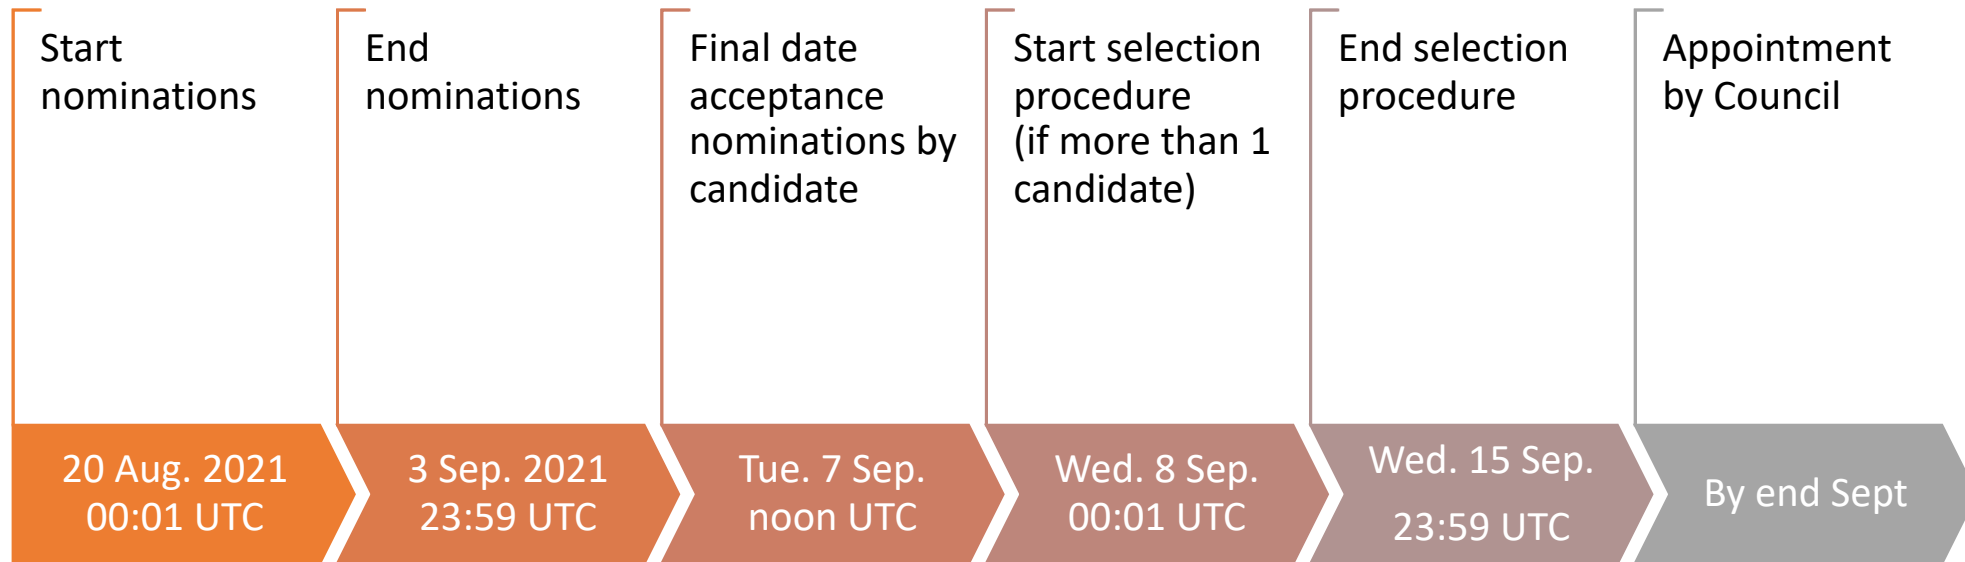 Start
nominations
20 Aug. 2021
00:01 UTC
End
nominations
3 Sep. 2021
23:59 UTC
Final date
acceptance
nominations by
candidate
Tue. 7 Sep.
noon UTC
Start selection
procedure
(if more than 1
candidate)
Wed. 8 Sep.
00:01 UTC
End selection
procedure
Wed. 15 Sep.
23:59 UTC
Appointment
by Council
By end Sept